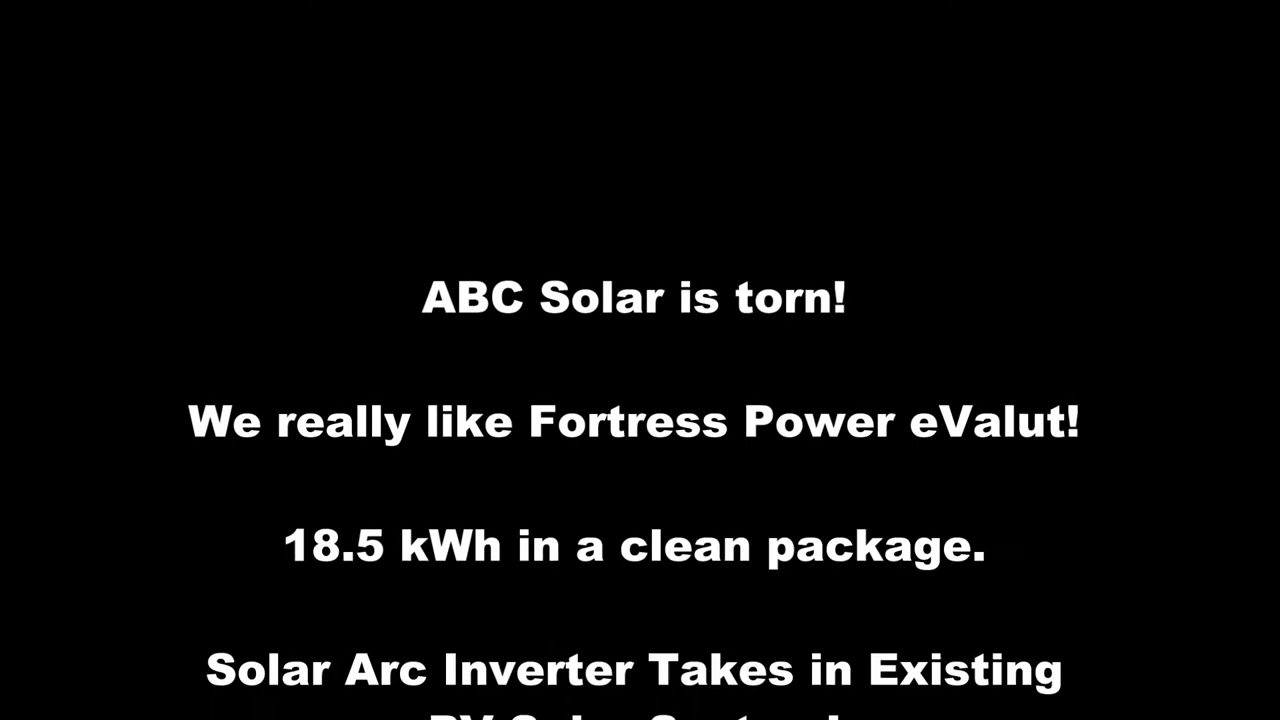 ABC Solar is torn!
We really like Fortress Power eValut!
18.5 kWh in a clean package.
Solar Arc Inverter Takes in Existing